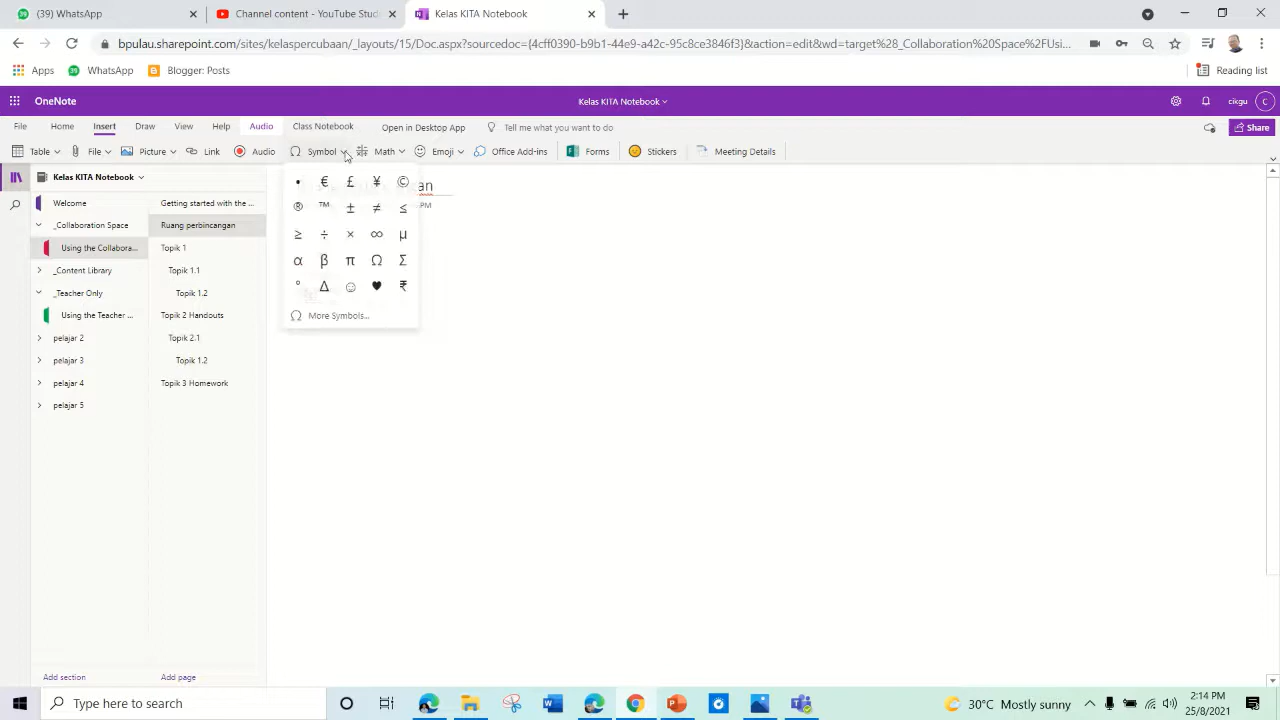 (39) WhatsApp
Channel content - YouTube Stud
Kelas KITA Notebook
bpulau.sharepoint.com/sites/kelaspercubaan/_layouts/15/Doc.aspx?sourcedoc={4cff0390-b9b1-44e9-a42c-95c8ce3846f3}&action=edit&wd=target%28_Collaboration%20Space%2FUsi...
Apps
WhatsApp
Blogger: Posts
Reading list
OneNote
Kelas KITA Notebook
cikgu C
File Home Insert Draw View Help Audio Class Notebook Open in Desktop App Tell me what you want to do
Share
Table File Picture Link Audio Symbol Math Emoji Office Add-ins Forms Stickers Meeting Details
Kelas KITA Notebook
Welcome
_Collaboration Space
Using the Collabora...
_Content Library
_Teacher Only
Using the Teacher ...
pelajar 2
pelajar 3
pelajar 4
pelajar 5
Add section
Getting started with the ...
Ruang perbincangan
Topik 1
Topik 1.1
Topik 1.2
Topik 2 Handouts
Topik 2.1
Topik 1.2
Topik 3 Homework
Add page
an
PM
• € £ ¥ ©
® ™ ± ≠ ≤
≥ ÷ × ∞ µ
α β π Ω Σ
° Δ ☺ ♥ ₹
More Symbols...
Type here to search
30°C Mostly sunny
2:14 PM
25/8/2021